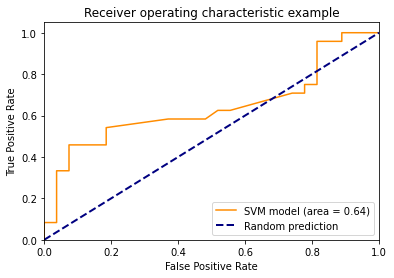 Receiver operating characteristic example
1.0
0.8
0.6
0.4
0.2
0.0
True Positive Rate
SVM model (area = 0.64)
Random prediction
0.0 0.2 0.4 0.6 0.8 1.0
False Positive Rate